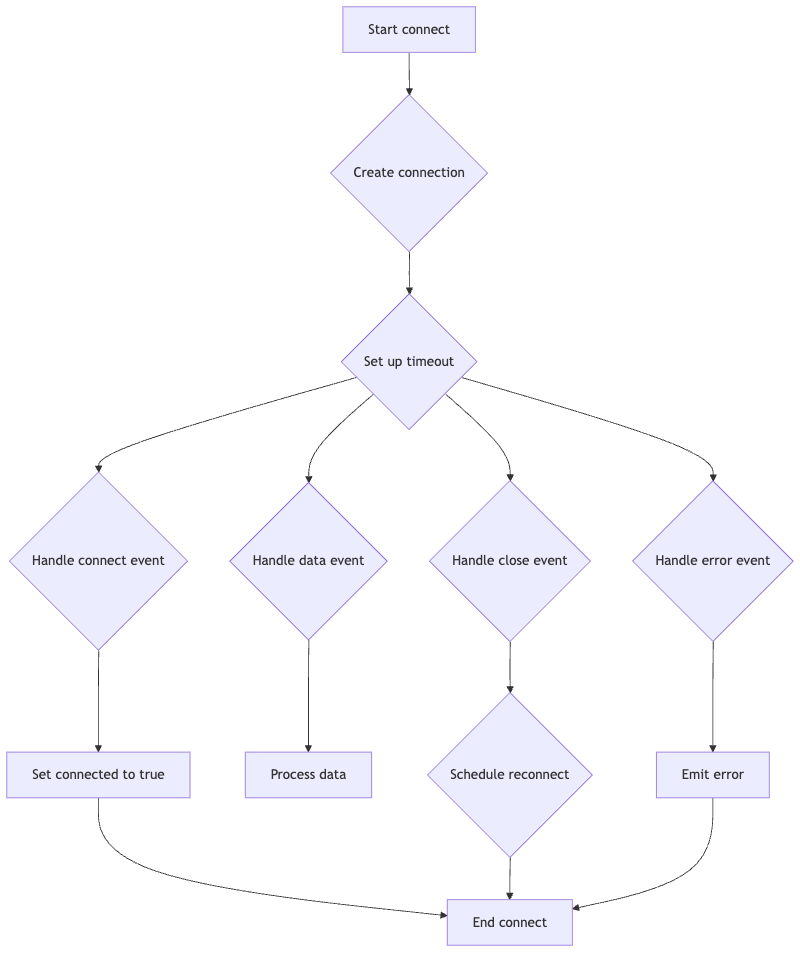 Start connect
Create connection
Set up timeout
Handle connect event
Handle data event
Handle close event
Handle error event
Set connected to true
Process data
Schedule reconnect
Emit error
End connect